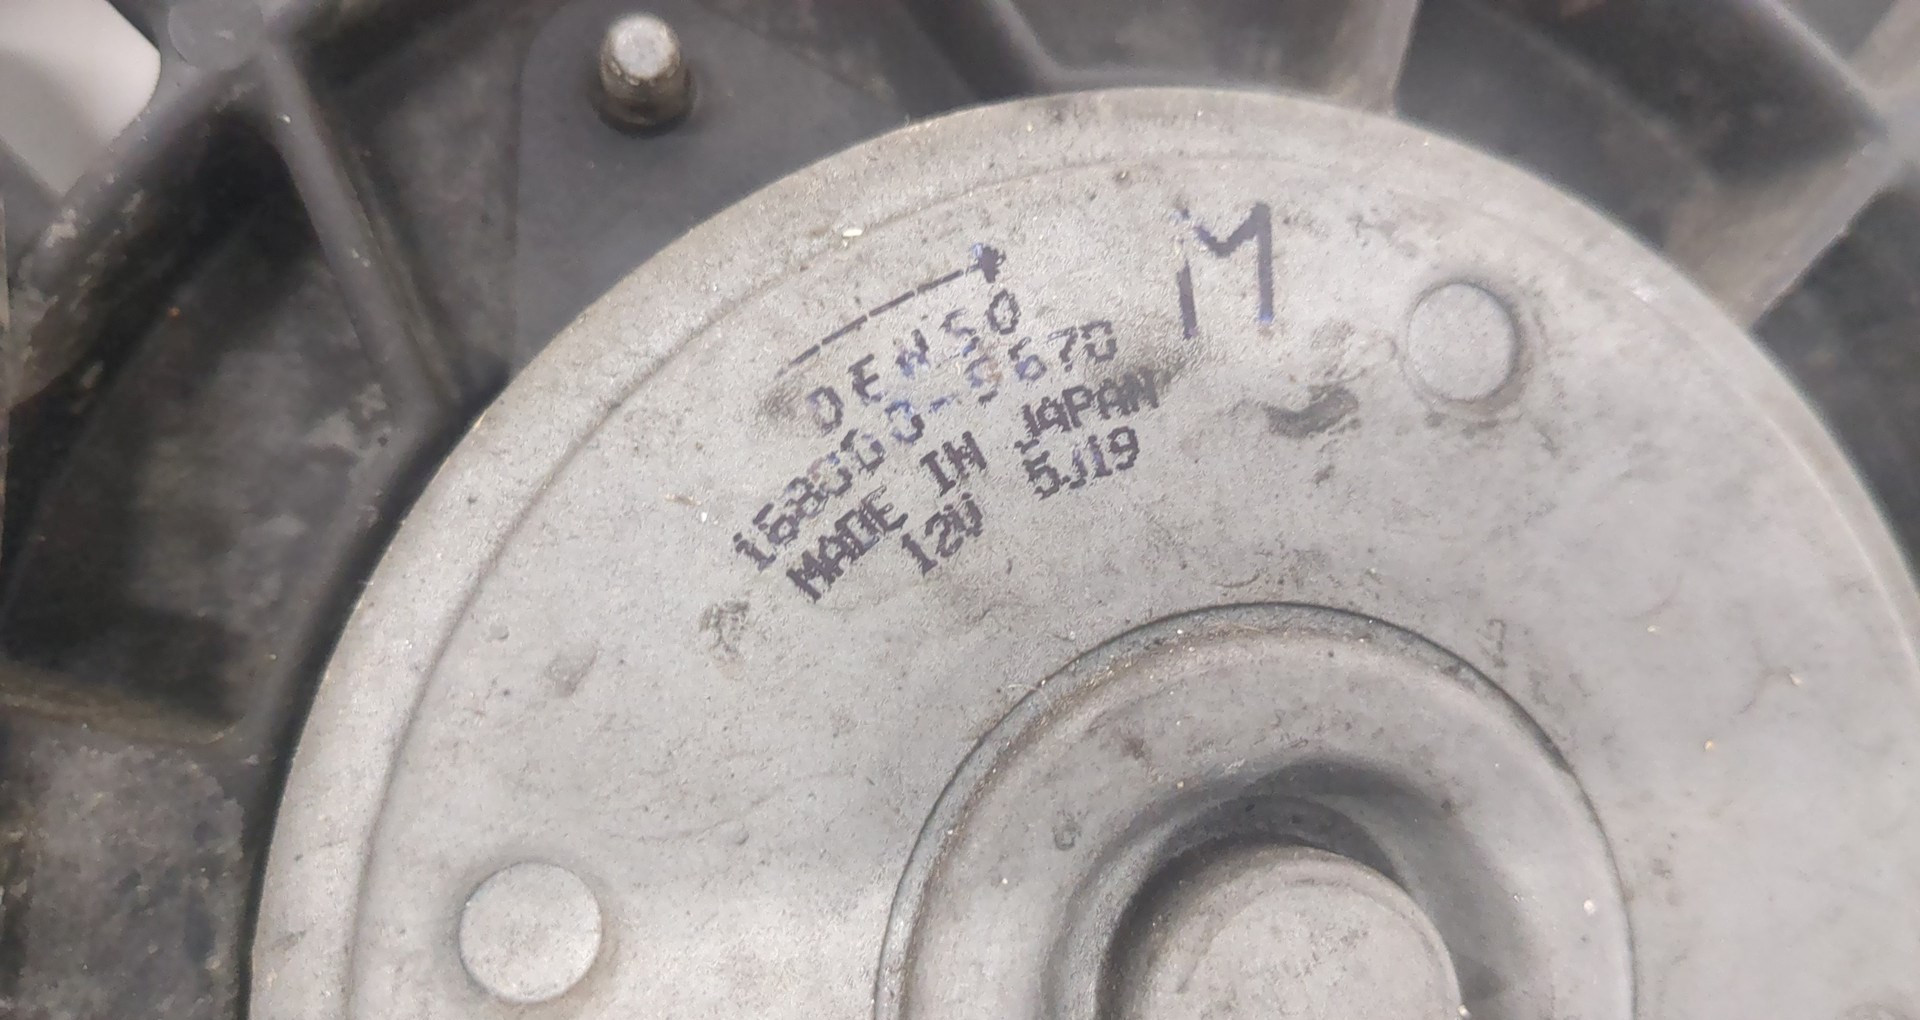 M
DENSO
168000-9670
MADE IN JAPAN
12V 5J19